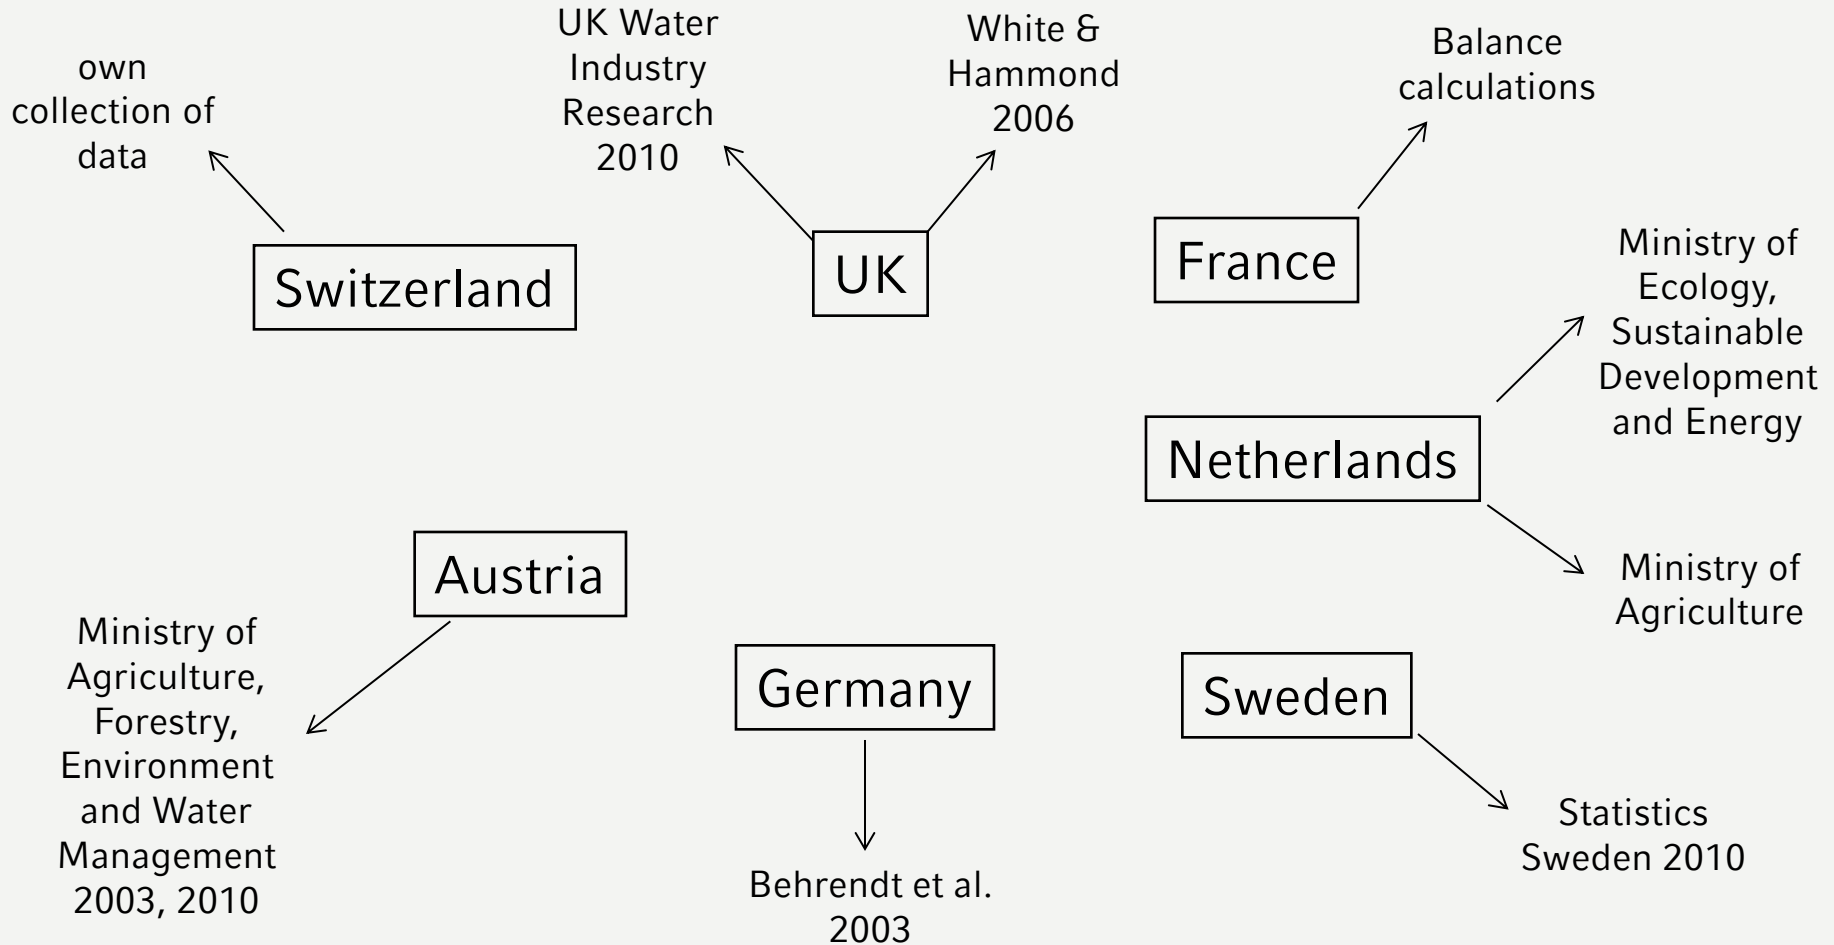 own
collection of
data
UK Water
Industry
Research
2010
White &
Hammond
2006
Balance
calculations
Switzerland
UK
France
Ministry of
Ecology,
Sustainable
Development
and Energy
Netherlands
Ministry of
Agriculture
Austria
Ministry of
Agriculture,
Forestry,
Environment
and Water
Management
2003, 2010
Germany
Behrendt et al.
2003
Sweden
Statistics
Sweden 2010